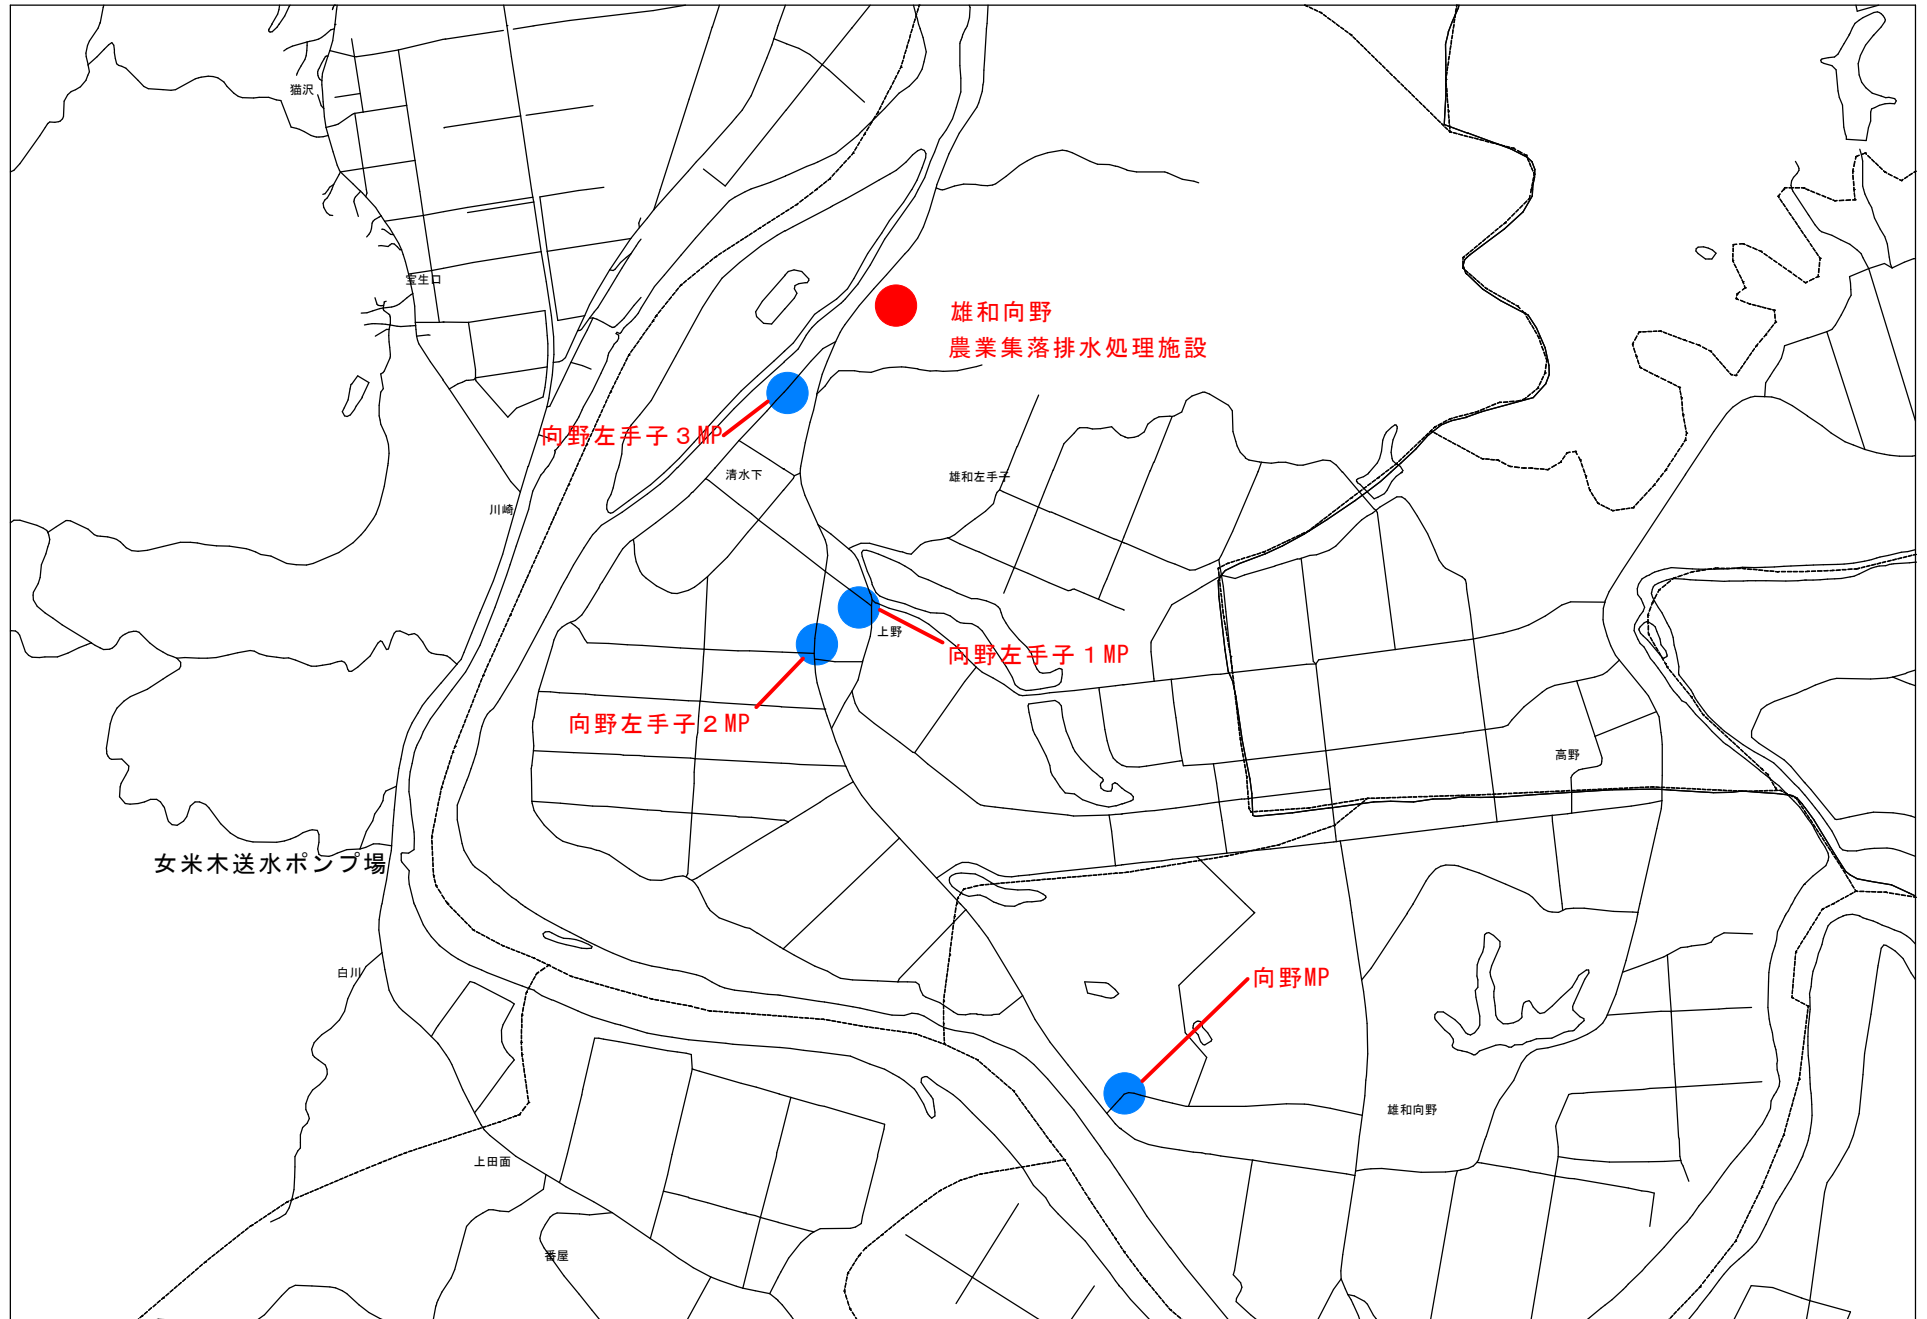 猫沢
宝生口
雄和向野
農業集落排水処理施設
向野左手子３MP
清水下
雄和左手子
川崎
上野
向野左手子１MP
向野左手子２MP
高野
女米木送水ポンプ場
白川
向野MP
雄和向野
上田面
番屋